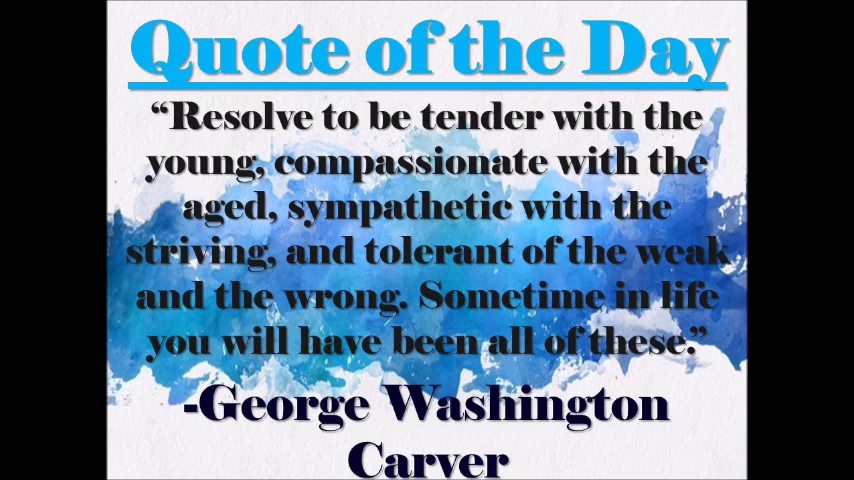 Quote of the Day
“Resolve to be tender with the
young, compassionate with the
aged, sympathetic with the
striving, and tolerant of the weak
and the wrong. Sometime in life
you will have been all of these.”
-George Washington
Carver